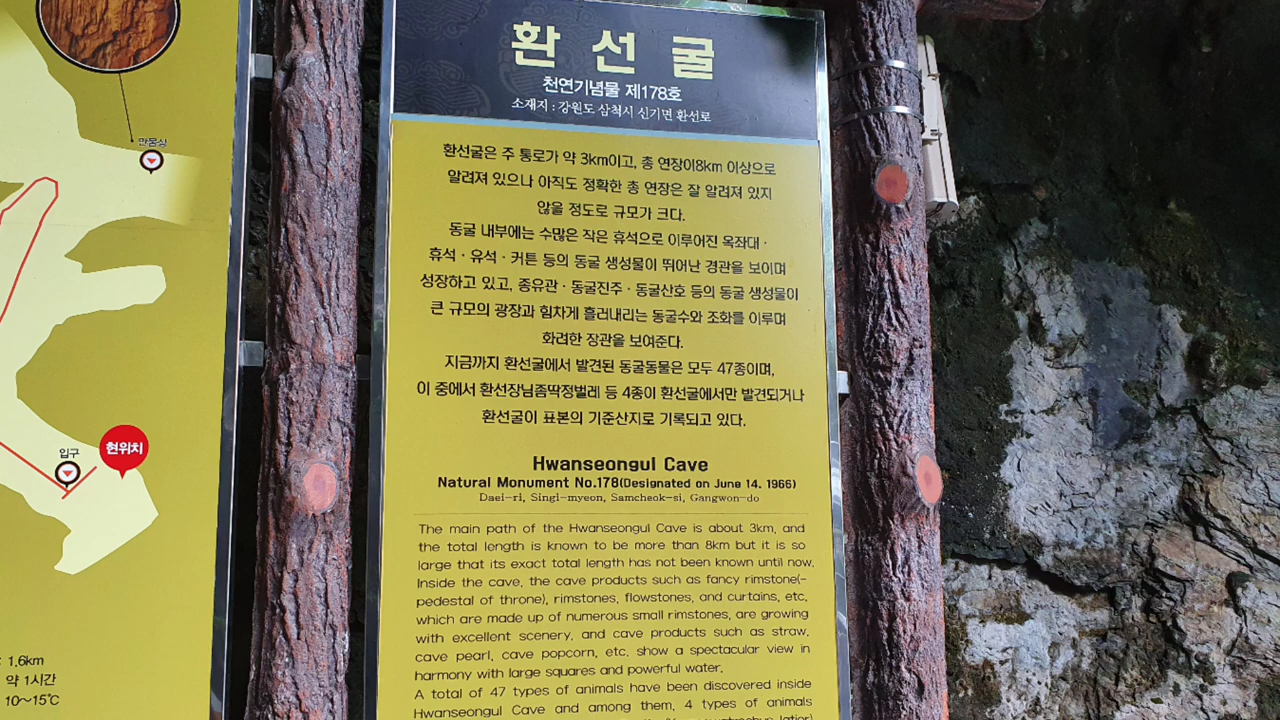 만물상
입구
현위치
: 1.6km
약 1시간
10~15℃
환선굴
천연기념물 제178호
소재지 : 강원도 삼척시 신기면 환선로
환선굴은 주 통로가 약 3km이고, 총 연장이8km 이상으로
알려져 있으나 아직도 정확한 총 연장은 잘 알려져 있지
않을 정도로 규모가 크다.
동굴 내부에는 수많은 작은 휴석으로 이루어진 옥좌대 ·
휴석 · 유석 · 커튼 등의 동굴 생성물이 뛰어난 경관을 보이며
성장하고 있고, 종유관 · 동굴진주 · 동굴산호 등의 동굴 생성물이
큰 규모의 광장과 힘차게 흘러내리는 동굴수와 조화를 이루며
화려한 장관을 보여준다.
지금까지 환선굴에서 발견된 동굴동물은 모두 47종이며,
이 중에서 환선장님좀딱정벌레 등 4종이 환선굴에서만 발견되거나
환선굴이 표본의 기준산지로 기록되고 있다.
Hwanseongul Cave
Natural Monument No.178(Designated on June 14, 1966)
Daei-ri, Singi-myeon, Samcheok-si, Gangwon-do
The main path of the Hwanseongul Cave is about 3km, and
the total length is known to be more than 8km but it is so
large that its exact total length has not been known until now.
Inside the cave, the cave products such as fancy rimstone(-
pedestal of throne), rimstones, flowstones, and curtains, etc,
which are made up of numerous small rimstones, are growing
with excellent scenery, and cave products such as straw,
cave pearl, cave popcorn, etc. show a spectacular view in
harmony with large squares and powerful water.
A total of 47 types of animals have been discovered inside
Hwanseongul Cave and among them, 4 types of animals